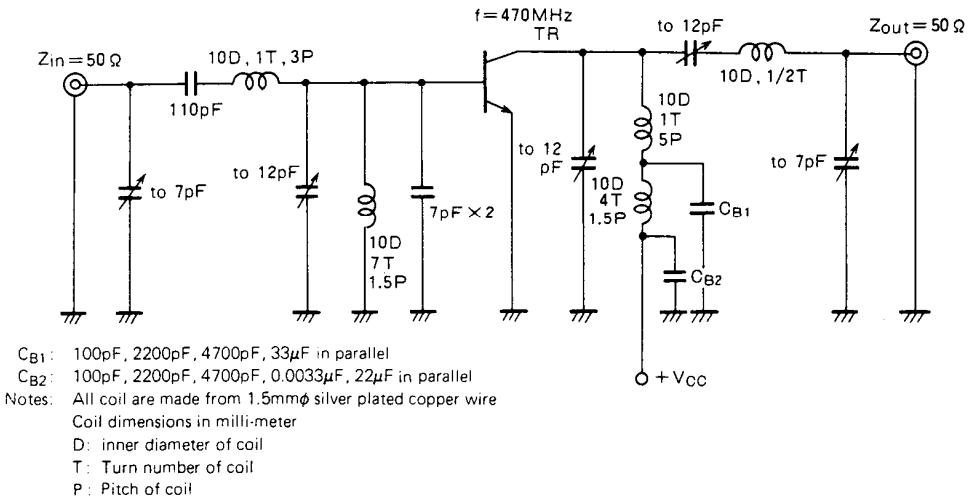 f=470MHz
TR
to 12pF
Zout=50Ω
Zin=50Ω
10D, 1T, 3P
110pF
10D, 1/2T
10D
1T
5P
to 7pF
to 12pF
7pF×2
10D
7T
1.5P
to 12
pF
10D
4T
1.5P
CB1
CB2
to 7pF
+VCC
CB1: 100pF, 2200pF, 4700pF, 33μF in parallel
CB2: 100pF, 2200pF, 4700pF, 0.0033μF, 22μF in parallel
Notes: All coil are made from 1.5mmφ silver plated copper wire
Coil dimensions in milli-meter
D: inner diameter of coil
T: Turn number of coil
P: Pitch of coil